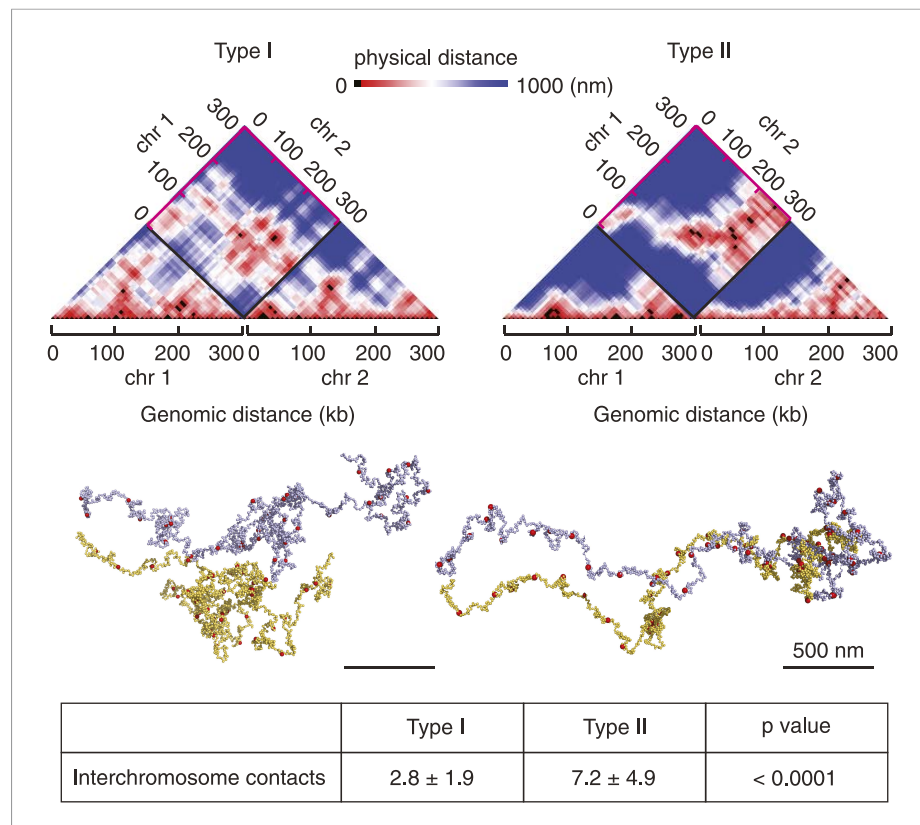 Type I
physical distance
Type II
0
1000 (nm)
chr 1
0
100
200
300
0
100
200
300
chr 2
chr 1
0
100
200
300
0
100
200
300
chr 2
0 100 200 300 0 100 200 300
chr 1 chr 2
Genomic distance (kb)
0 100 200 300 0 100 200 300
chr 1 chr 2
Genomic distance (kb)
500 nm
Type I Type II p value
Interchromosome contacts 2.8 ± 1.9 7.2 ± 4.9 < 0.0001